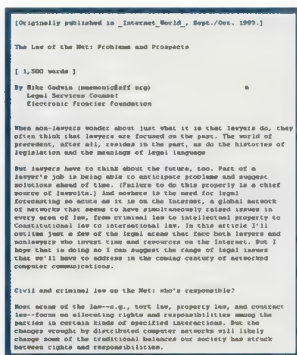 [Originally published in _Internet_World_, Sept./Oct. 1993.]
The Law of the Net: Problems and Prospects
[ 1,500 words ]
By Mike Godwin (mnemonic@eff.org)
Legal Services Counsel
Electronic Frontier Foundation
When non-lawyers wonder about just what it is that lawyers do, they
often think that lawyers are focused on the past. The world of
precedent, after all, resides in the past, as do the histories of
legislation and the meanings of legal language.
But lawyers have to think about the future, too. Part of a
lawyer's job is being able to anticipate problems and suggest
solutions ahead of time. (Failure to do this properly is a chief
source of lawsuits.) And nowhere is the need for legal
forecasting so acute as it is on the Internet, a global network
of networks that seems to have simultaneously raised issues in
every area of law, from criminal law to intellectual property to
Constitutional law to international law. In this article I'll
outline just a few of the legal areas that face both lawyers and
nonlawyers who invest time and resources on the Internet. But I
hope that in doing so I can suggest the range of legal issues
that we'll have to address in the coming century of networked
computer communications.
Civil and criminal law on the Net: who's responsible?
Most areas of the law--e.g., tort law, property law, and contract
law--focus on allocating rights and responsibilities among the
parties in certain kinds of specified interactions. But the
changes wrought by distributed computer networks will likely
change some of the traditional balances our society has struck
between rights and responsibilities.